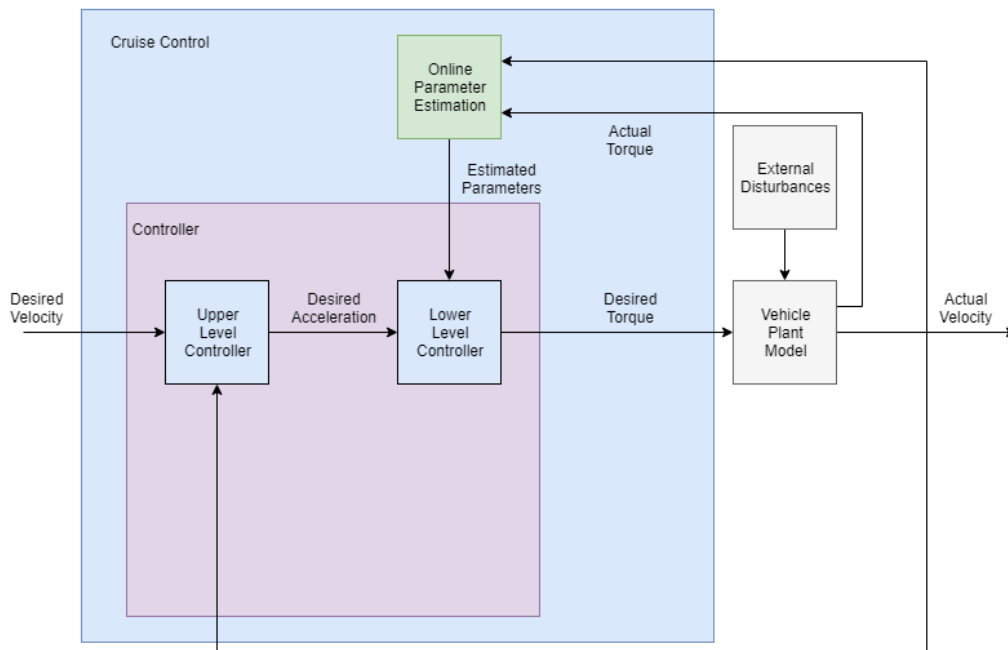 Cruise Control
Online
Parameter
Estimation
Actual
Torque
External
Disturbances
Estimated
Parameters
Controller
Desired
Velocity
Upper
Level
Controller
Desired
Acceleration
Lower
Level
Controller
Desired
Torque
Vehicle
Plant
Model
Actual
Velocity